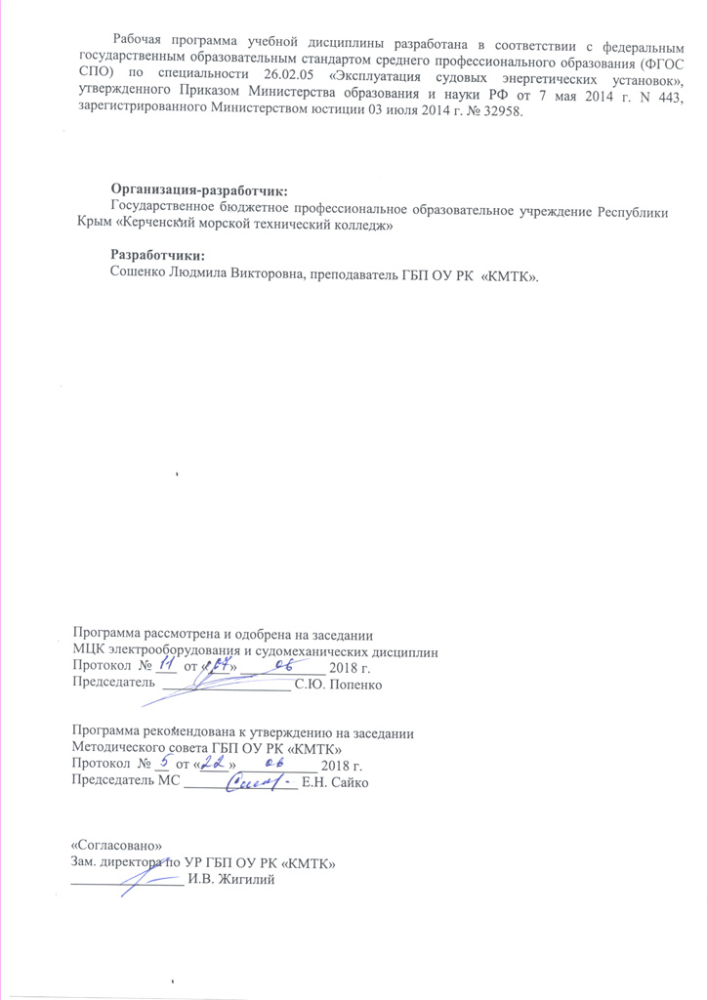 Рабочая программа учебной дисциплины разработана в соответствии с федеральным
государственным образовательным стандартом среднего профессионального образования (ФГОС
СПО) по специальности 26.02.05 «Эксплуатация судовых энергетических установок»,
утвержденного Приказом Министерства образования и науки РФ от 7 мая 2014 г. N 443,
зарегистрированного Министерством юстиции 03 июля 2014 г. № 32958.
Организация-разработчик:
Государственное бюджетное профессиональное образовательное учреждение Республики
Крым «Керченский морской технический колледж»
Разработчики:
Сошенко Людмила Викторовна, преподаватель ГБП ОУ РК «КМТК».
Программа рассмотрена и одобрена на заседании
МЦК электрооборудования и судомеханических дисциплин
Протокол № 11 от «07» 06 2018 г.
Председатель С.Ю. Попенко
Программа рекомендована к утверждению на заседании
Методического совета ГБП ОУ РК «КМТК»
Протокол № 5 от «22» 06 2018 г.
Председатель МС Е.Н. Сайко
«Согласовано»
Зам. директора по УР ГБП ОУ РК «КМТК»
И.В. Жигилий